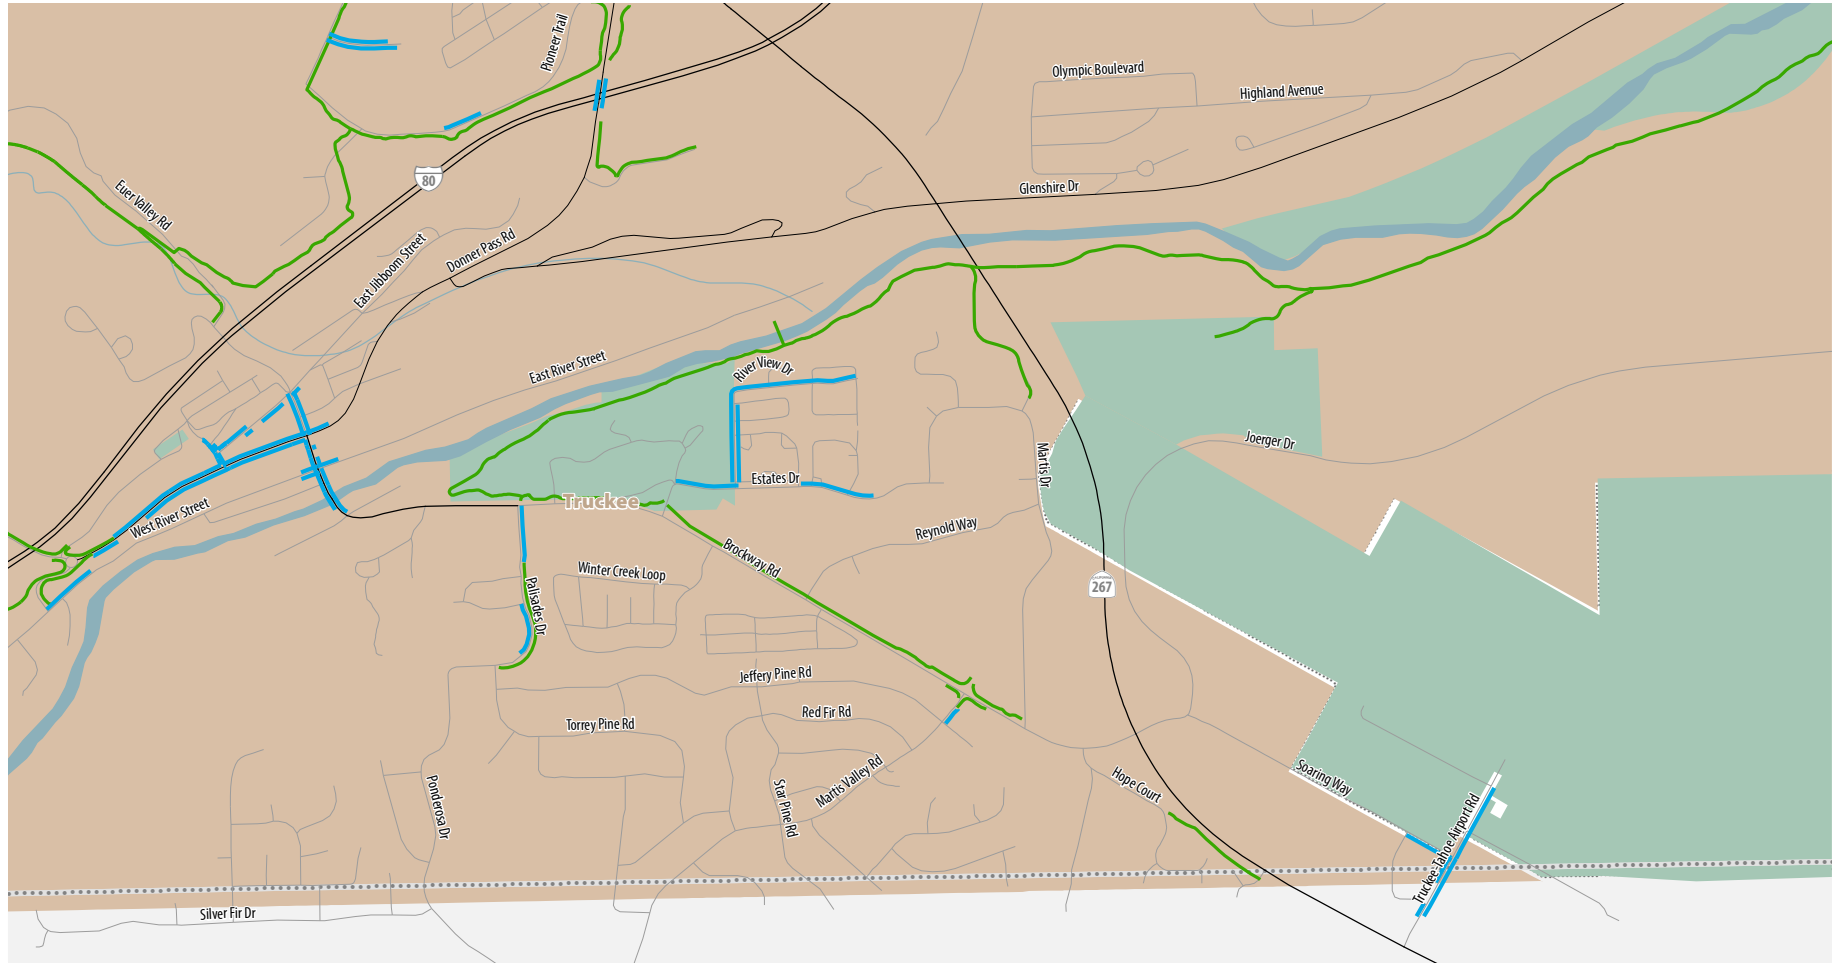 Pioneer Trail
Olympic Boulevard
Highland Avenue
80
Euer Valley Rd
Glenshire Dr
East Jibboom Street
Donner Pass Rd
East River Street
River View Dr
Joerger Dr
Martis Dr
Estates Dr
Truckee
West River Street
Reynold Way
Brockway Rd
Winter Creek Loop
CALIFORNIA
267
Palisades Dr
Jeffery Pine Rd
Red Fir Rd
Torrey Pine Rd
Martis Valley Rd
Hope Court
Soaring Way
Ponderosa Dr
Star Pine Rd
Truckee-Tahoe Airport Rd
Silver Fir Dr